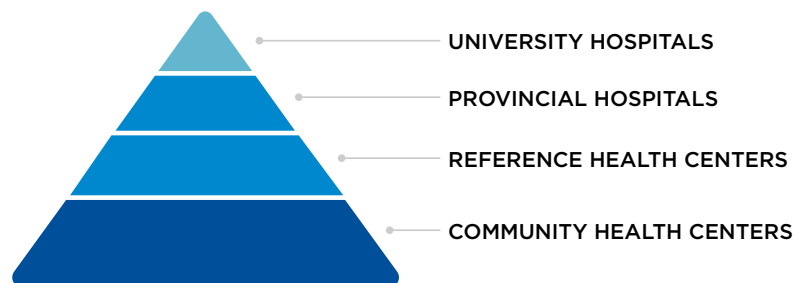 UNIVERSITY HOSPITALS
PROVINCIAL HOSPITALS
REFERENCE HEALTH CENTERS
COMMUNITY HEALTH CENTERS